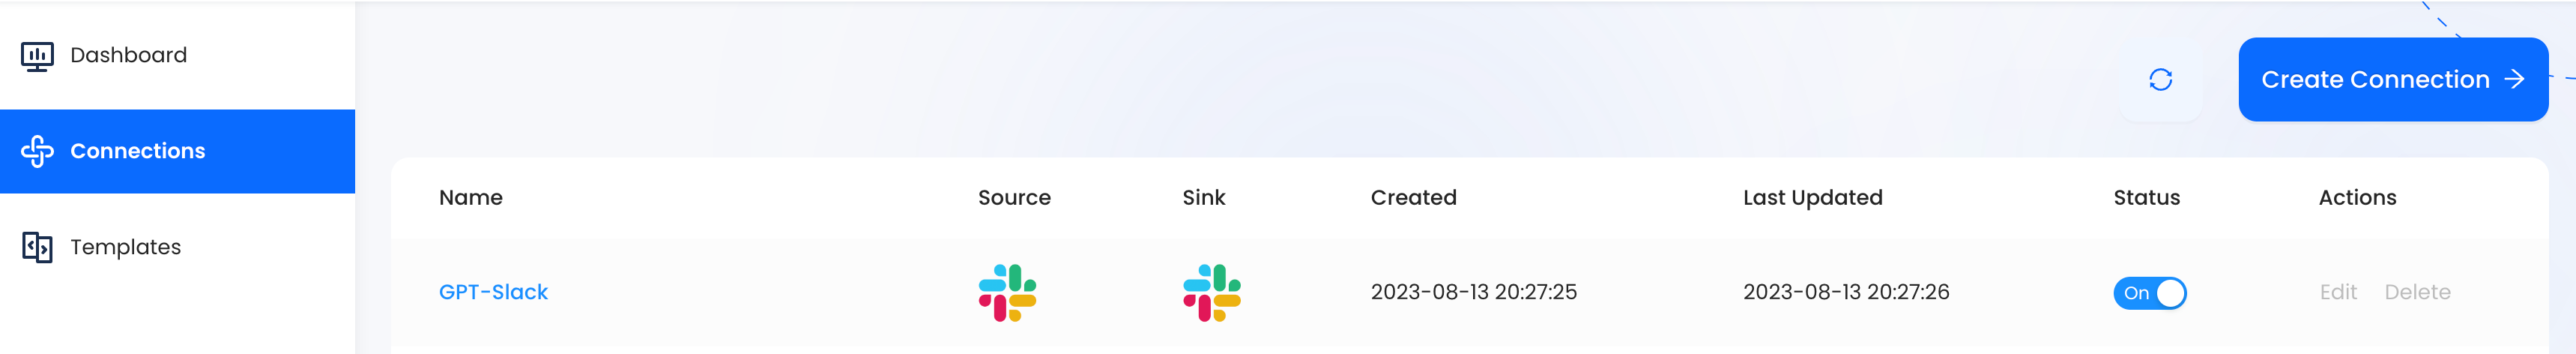 Dashboard
Connections
Templates
Create Connection
Name Source Sink Created Last Updated Status Actions
GPT-Slack 2023-08-13 20:27:25 2023-08-13 20:27:26 On Edit Delete